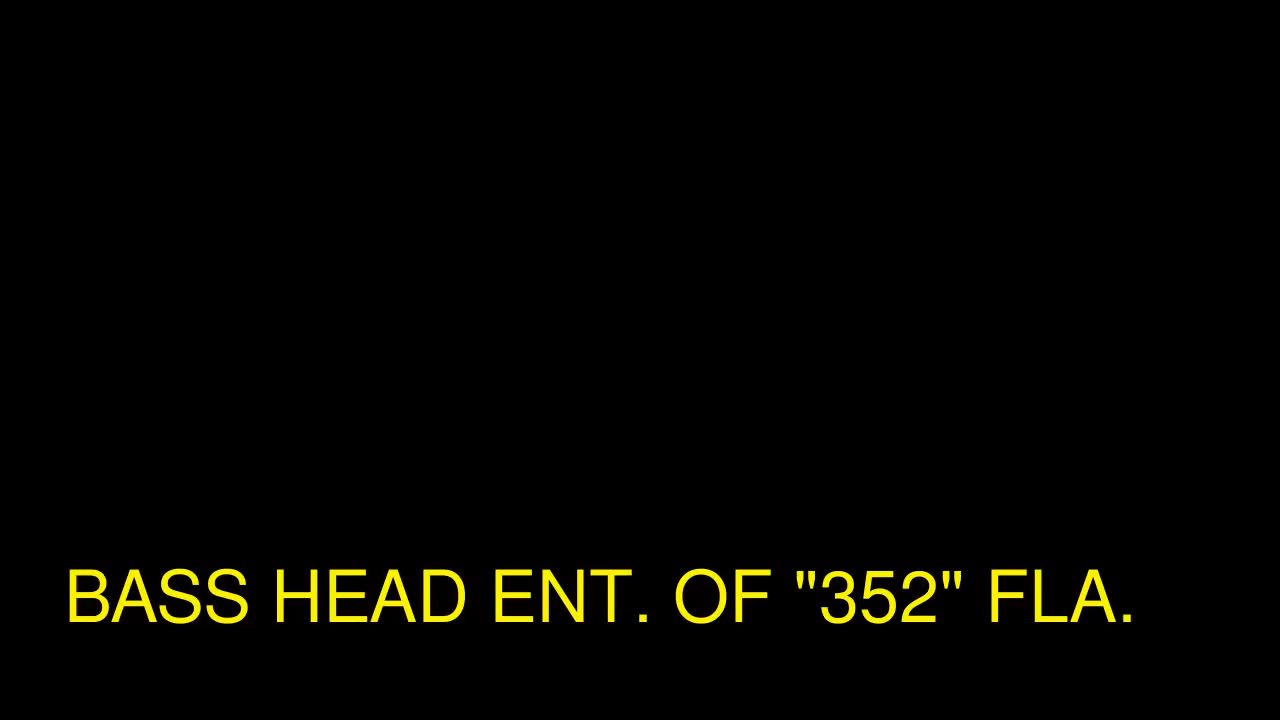 BASS HEAD ENT. OF "352" FLA.